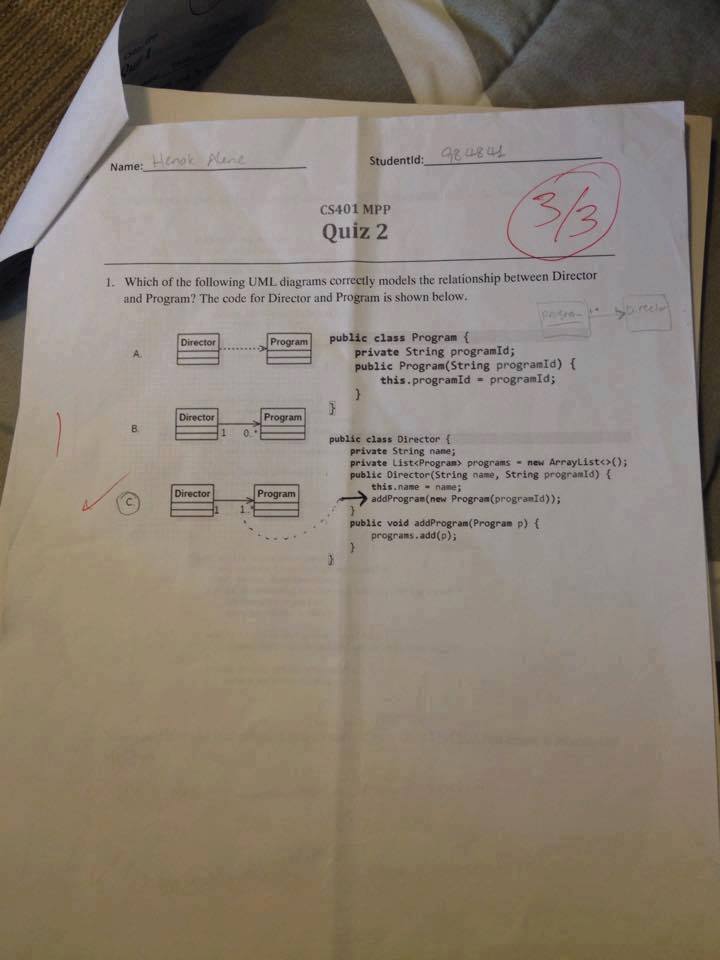 Name: Henok Alene StudentId: 984841
3/3
CS401 MPP
Quiz 2
1. Which of the following UML diagrams correctly models the relationship between Director
and Program? The code for Director and Program is shown below.
program Director
A. Director Program
public class Program {
private String programId;
public Program(String programId) {
this.programId = programId;
}
}
B. Director Program
1 0..*
public class Director {
private String name;
private List<Program> programs = new ArrayList<>();
public Director(String name, String programId) {
this.name = name;
addProgram(new Program(programId));
}
public void addProgram(Program p) {
programs.add(p);
}
}
C. Director Program
1 1..*